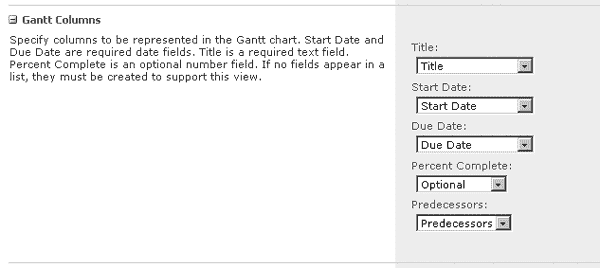 Gantt Columns
Specify columns to be represented in the Gantt chart. Start Date and
Due Date are required date fields. Title is a required text field.
Percent Complete is an optional number field. If no fields appear in a
list, they must be created to support this view.
Title:
Title
Start Date:
Start Date
Due Date:
Due Date
Percent Complete:
Optional
Predecessors:
Predecessors